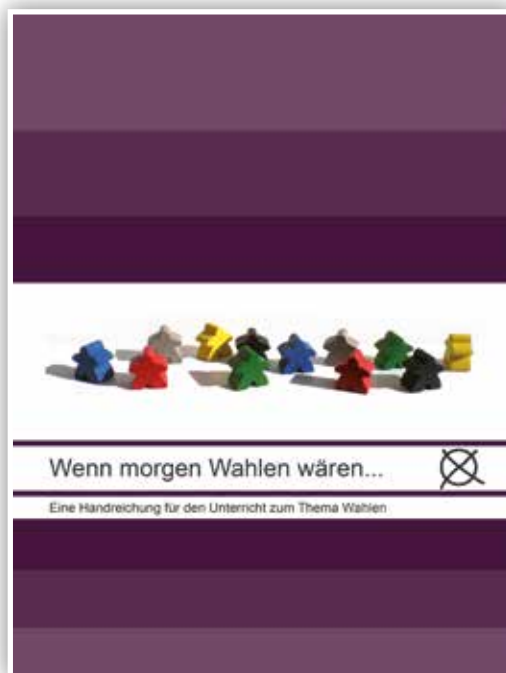 Wenn morgen Wahlen wären...
Eine Handreichung für den Unterricht zum Thema Wahlen